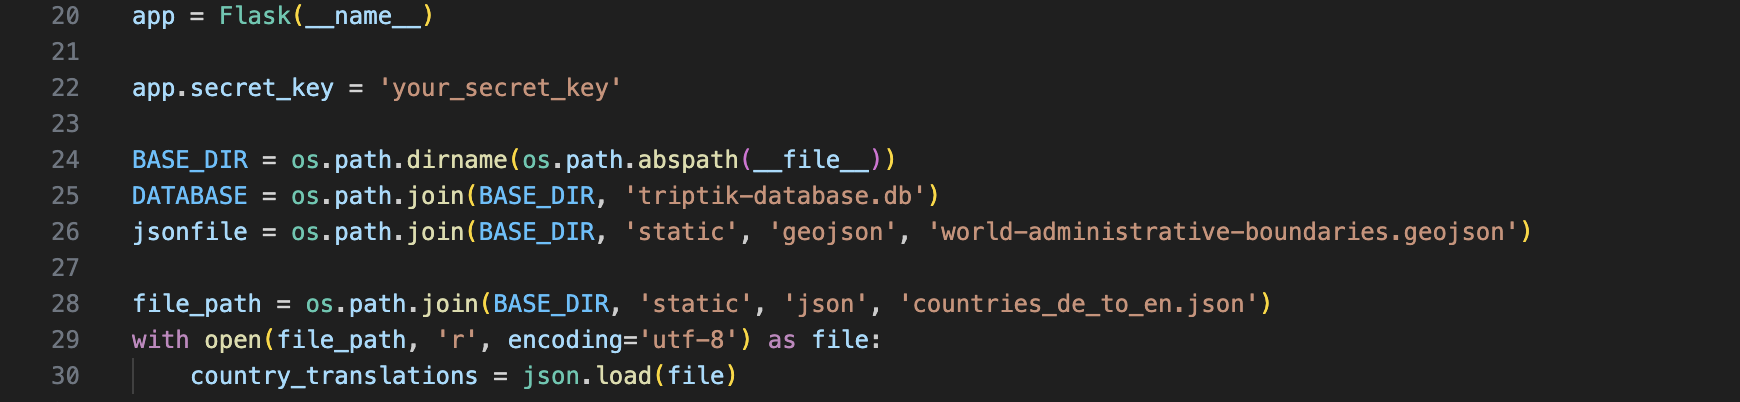 20 app = Flask(__name__)
21
22 app.secret_key = 'your_secret_key'
23
24 BASE_DIR = os.path.dirname(os.path.abspath(__file__))
25 DATABASE = os.path.join(BASE_DIR, 'triptik-database.db')
26 jsonfile = os.path.join(BASE_DIR, 'static', 'geojson', 'world-administrative-boundaries.geojson')
27
28 file_path = os.path.join(BASE_DIR, 'static', 'json', 'countries_de_to_en.json')
29 with open(file_path, 'r', encoding='utf-8') as file:
30     country_translations = json.load(file)